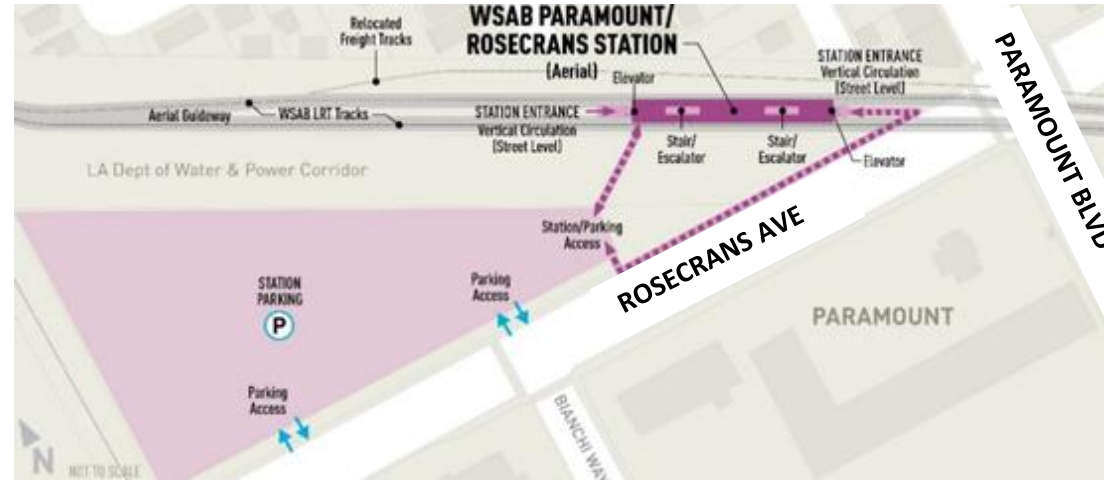 WSAB PARAMOUNT/
ROSECRANS STATION
(Aerial)
Relocated
Freight Tracks
Elevator
STATION ENTRANCE
Vertical Circulation
(Street Level)
PARAMOUNT BLVD
Aerial Guideway
WSAB LRT Tracks
STATION ENTRANCE
Vertical Circulation
(Street Level)
Stair/
Escalator
Stair/
Escalator
Elevator
LA Dept of Water & Power Corridor
Station/Parking
Access
ROSECRANS AVE
STATION
PARKING
P
Parking
Access
PARAMOUNT
Parking
Access
BIANCHI WAY
N
NOT TO SCALE